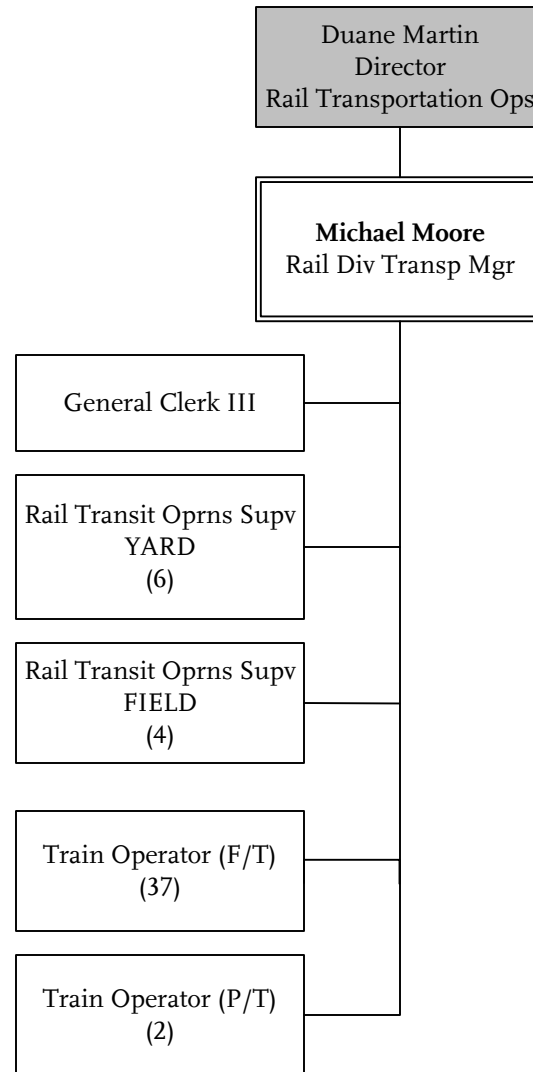 Duane Martin
Director
Rail Transportation Ops
Michael Moore
Rail Div Transp Mgr
General Clerk III
Rail Transit Oprns Supv
YARD
(6)
Rail Transit Oprns Supv
FIELD
(4)
Train Operator (F/T)
(37)
Train Operator (P/T)
(2)